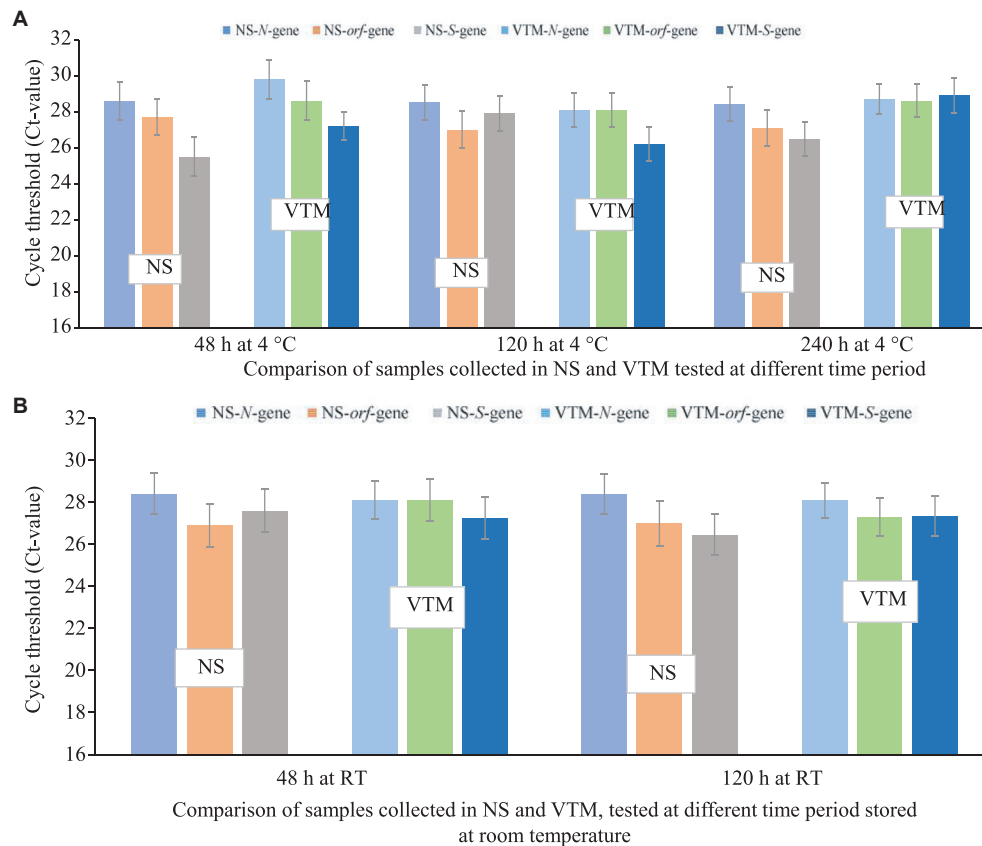 A
NS-N-gene NS-orf-gene NS-S-gene VTM-N-gene VTM-orf-gene VTM-S-gene
Cycle threshold (Ct-value)
32
30
28
26
24
22
20
18
16
NS
VTM
NS
VTM
NS
VTM
48 h at 4 °C 120 h at 4 °C 240 h at 4 °C
Comparison of samples collected in NS and VTM tested at different time period
B
NS-N-gene NS-orf-gene NS-S-gene VTM-N-gene VTM-orf-gene VTM-S-gene
Cycle threshold (Ct-value)
32
30
28
26
24
22
20
18
16
NS
VTM
NS
VTM
48 h at RT 120 h at RT
Comparison of samples collected in NS and VTM, tested at different time period stored
at room temperature